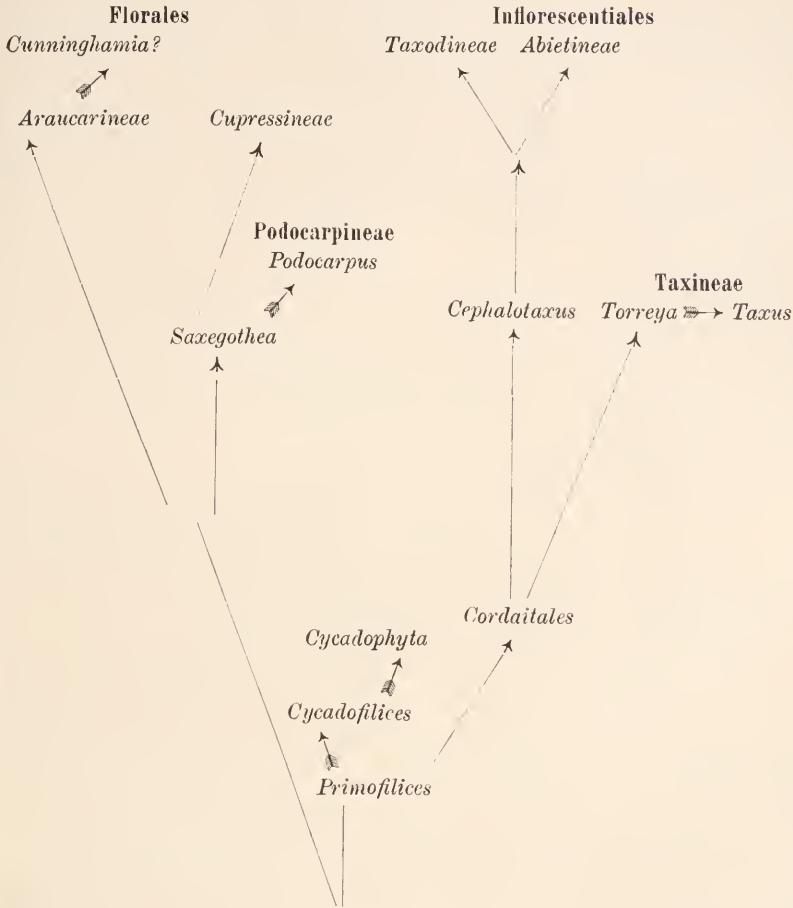 Florales
Inflorescentiales
Cunninghamia?
Taxodineae Abietineae
Araucarineae
Cupressineae
Podocarpineae
Podocarpus
Taxineae
Cephalotaxus
Torreya
Taxus
Saxegothea
Cordaitales
Cycadophyta
Cycadofilices
Primofilices